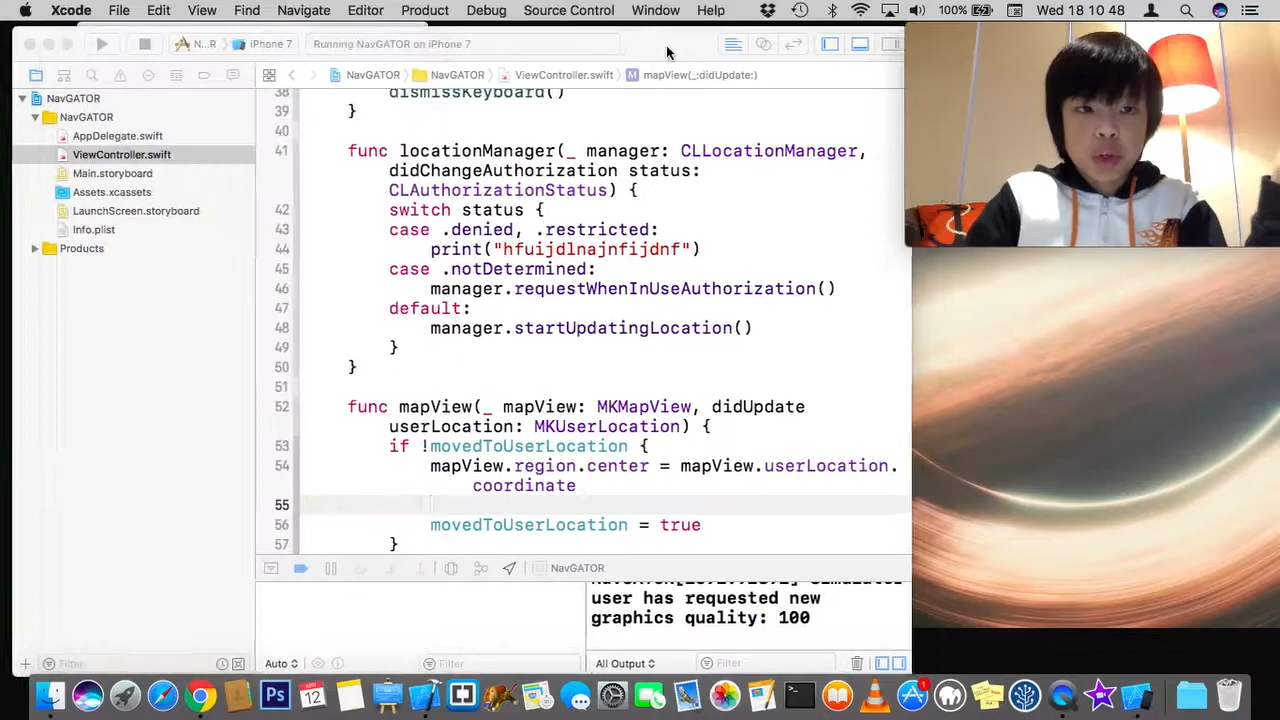 Xcode File Edit View Find Navigate Editor Product Debug Source Control Window Help 100% Wed 18 10 48
N...R iPhone 7 Running NavGATOR on iPhone 7
NavGATOR NavGATOR ViewController.swift M mapView(_:didUpdate:)
NavGATOR
NavGATOR
AppDelegate.swift
ViewController.swift
Main.storyboard
Assets.xcassets
LaunchScreen.storyboard
Info.plist
Products
38 dismissKeyboard()
39 }
40
41 func locationManager(_ manager: CLLocationManager,
didChangeAuthorization status:
CLAuthorizationStatus) {
42 switch status {
43 case .denied, .restricted:
44 print("hfuijdlnajnfijdnf")
45 case .notDetermined:
46 manager.requestWhenInUseAuthorization()
47 default:
48 manager.startUpdatingLocation()
49 }
50 }
51
52 func mapView(_ mapView: MKMapView, didUpdate
userLocation: MKUserLocation) {
53 if !movedToUserLocation {
54 mapView.region.center = mapView.userLocation.
coordinate
55
56 movedToUserLocation = true
57 }
NavGATOR
user has requested new
graphics quality: 100
Filter Auto Filter All Output Filter
APR
12
Ps
1